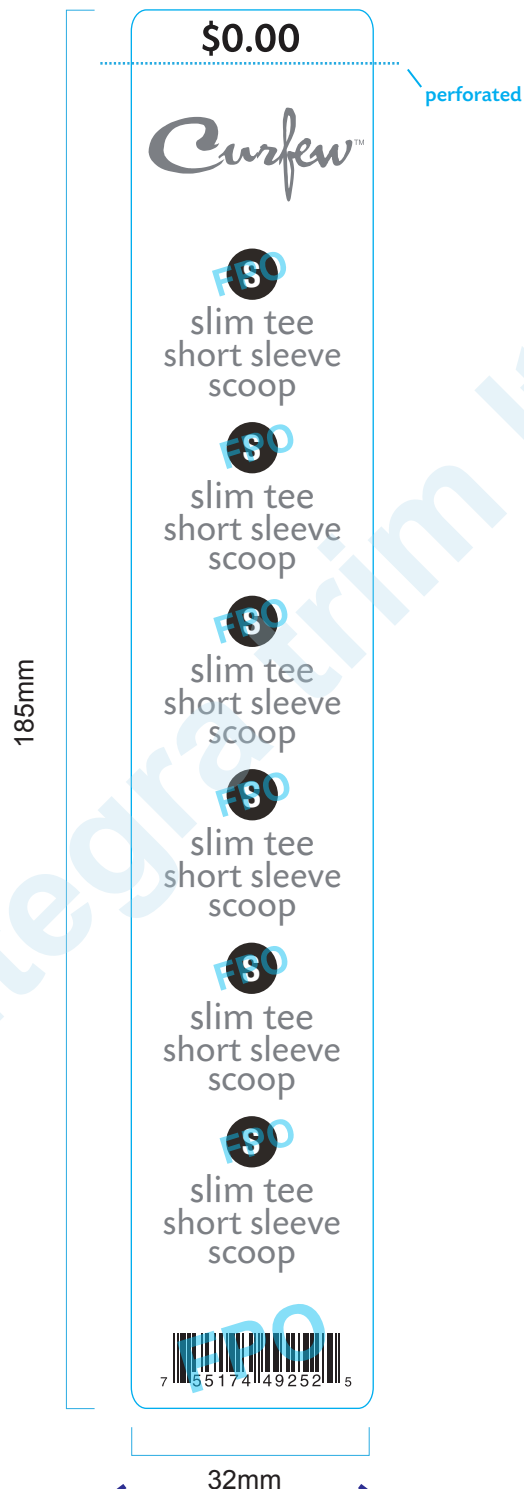 $0.00
perforated
Curfew™
FPO
S
slim tee
short sleeve
scoop
FPO
S
slim tee
short sleeve
scoop
FPO
S
slim tee
short sleeve
scoop
185mm
FPO
S
slim tee
short sleeve
scoop
FPO
S
slim tee
short sleeve
scoop
FPO
S
slim tee
short sleeve
scoop
FPO
7 55174 49252 5
32mm
tegra trim